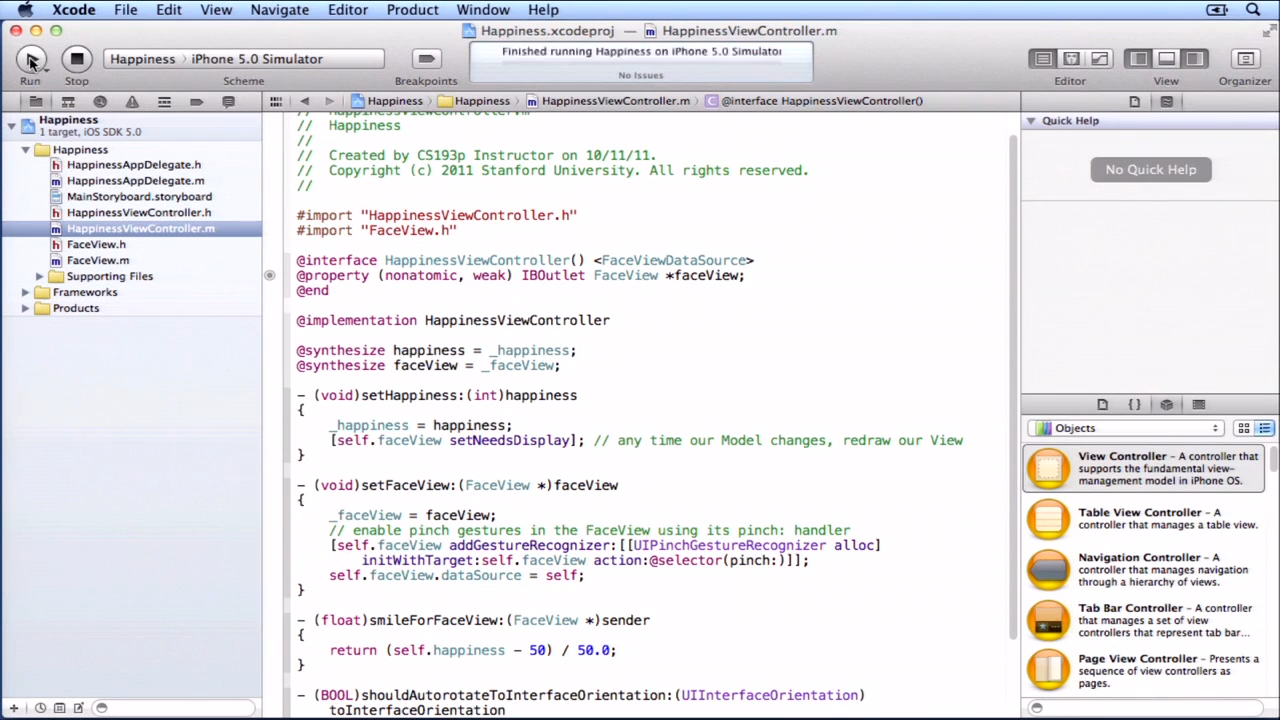 Xcode File Edit View Navigate Editor Product Window Help
Happiness.xcodeproj — HappinessViewController.m
Happiness › iPhone 5.0 Simulator
Finished running Happiness on iPhone 5.0 Simulator
No Issues
Run Stop Scheme Breakpoints Editor View Organizer
Happiness
1 target, iOS SDK 5.0
Happiness
HappinessAppDelegate.h
HappinessAppDelegate.m
MainStoryboard.storyboard
HappinessViewController.h
HappinessViewController.m
FaceView.h
FaceView.m
Supporting Files
Frameworks
Products
Happiness Happiness HappinessViewController.m @interface HappinessViewController()
// HappinessViewController.m
// Happiness
//
// Created by CS193p Instructor on 10/11/11.
// Copyright (c) 2011 Stanford University. All rights reserved.
//
#import "HappinessViewController.h"
#import "FaceView.h"
@interface HappinessViewController() <FaceViewDataSource>
@property (nonatomic, weak) IBOutlet FaceView *faceView;
@end
@implementation HappinessViewController
@synthesize happiness = _happiness;
@synthesize faceView = _faceView;
- (void)setHappiness:(int)happiness
{
_happiness = happiness;
[self.faceView setNeedsDisplay]; // any time our Model changes, redraw our View
}
- (void)setFaceView:(FaceView *)faceView
{
_faceView = faceView;
// enable pinch gestures in the FaceView using its pinch: handler
[self.faceView addGestureRecognizer:[[UIPinchGestureRecognizer alloc]
initWithTarget:self.faceView action:@selector(pinch:)]];
self.faceView.dataSource = self;
}
- (float)smileForFaceView:(FaceView *)sender
{
return (self.happiness - 50) / 50.0;
}
- (BOOL)shouldAutorotateToInterfaceOrientation:(UIInterfaceOrientation)
toInterfaceOrientation
Quick Help
No Quick Help
Objects
View Controller - A controller that
supports the fundamental view-
management model in iPhone OS.
Table View Controller - A
controller that manages a table view.
Navigation Controller - A
controller that manages navigation
through a hierarchy of views.
Tab Bar Controller - A controller
that manages a set of view
controllers that represent tab bar...
Page View Controller - Presents a
sequence of view controllers as
pages.